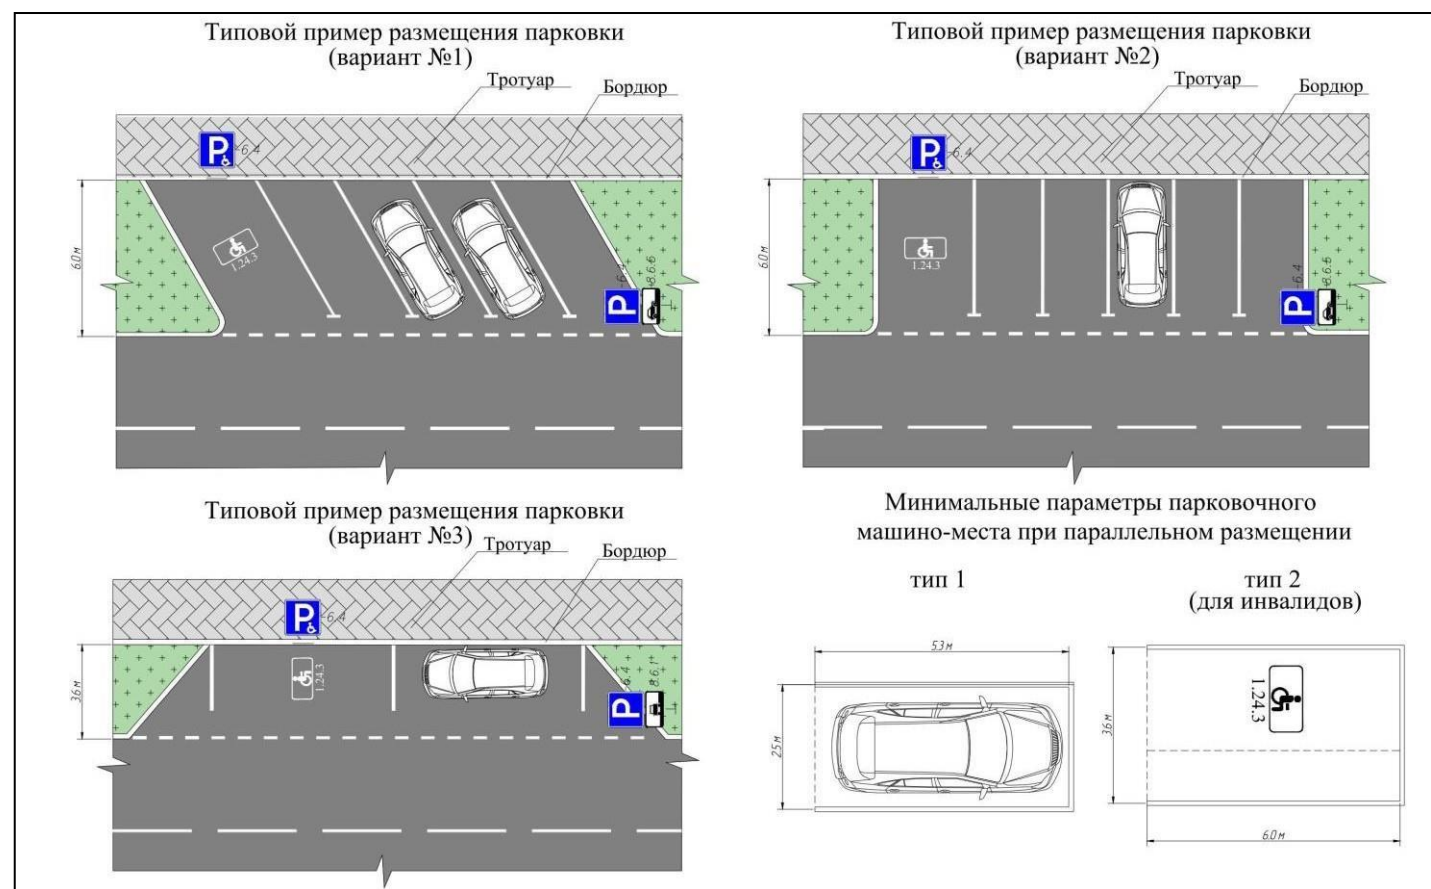 Типовой пример размещения парковки
(вариант №1)
Тротуар
Бордюр
P
6.4
60м
1.24.3
6.4
8.6.6
P
Типовой пример размещения парковки
(вариант №2)
Тротуар
Бордюр
P
6.4
60м
1.24.3
6.4
8.6.6
P
Типовой пример размещения парковки
(вариант №3)
Тротуар
Бордюр
P
6.4
36м
1.24.3
6.4
8.6.1
P
Минимальные параметры парковочного
машино-места при параллельном размещении
тип 1
53м
25м
тип 2
(для инвалидов)
36м
1.24.3
60м